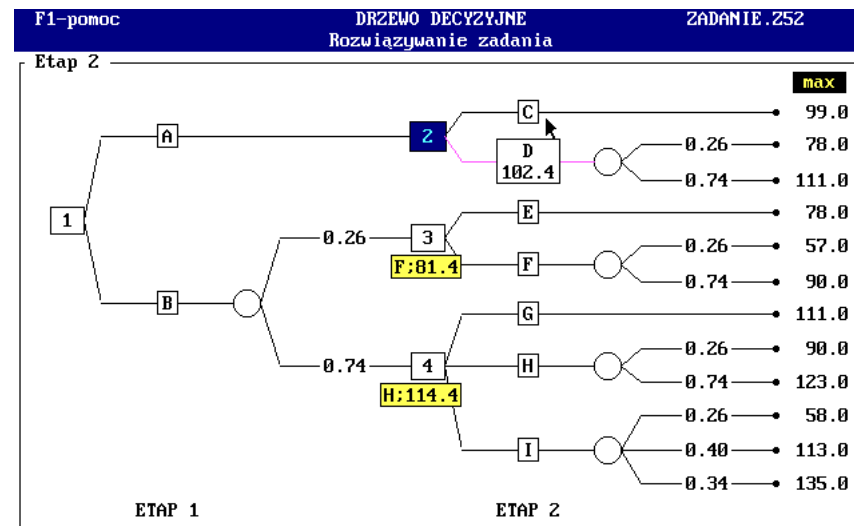 F1-pomoc DRZEWO DECYZYJNE ZADANIE.Z52
Rozwiązywanie zadania
Etap 2
max
C 99.0
A 2 0.26 78.0
D
102.4
0.74 111.0
1 E 78.0
0.26 3 0.26 57.0
F;81.4 F
0.74 90.0
B G 111.0
0.26 90.0
0.74 4 H
0.74 123.0
H;114.4
0.26 58.0
I 0.40 113.0
0.34 135.0
ETAP 1 ETAP 2